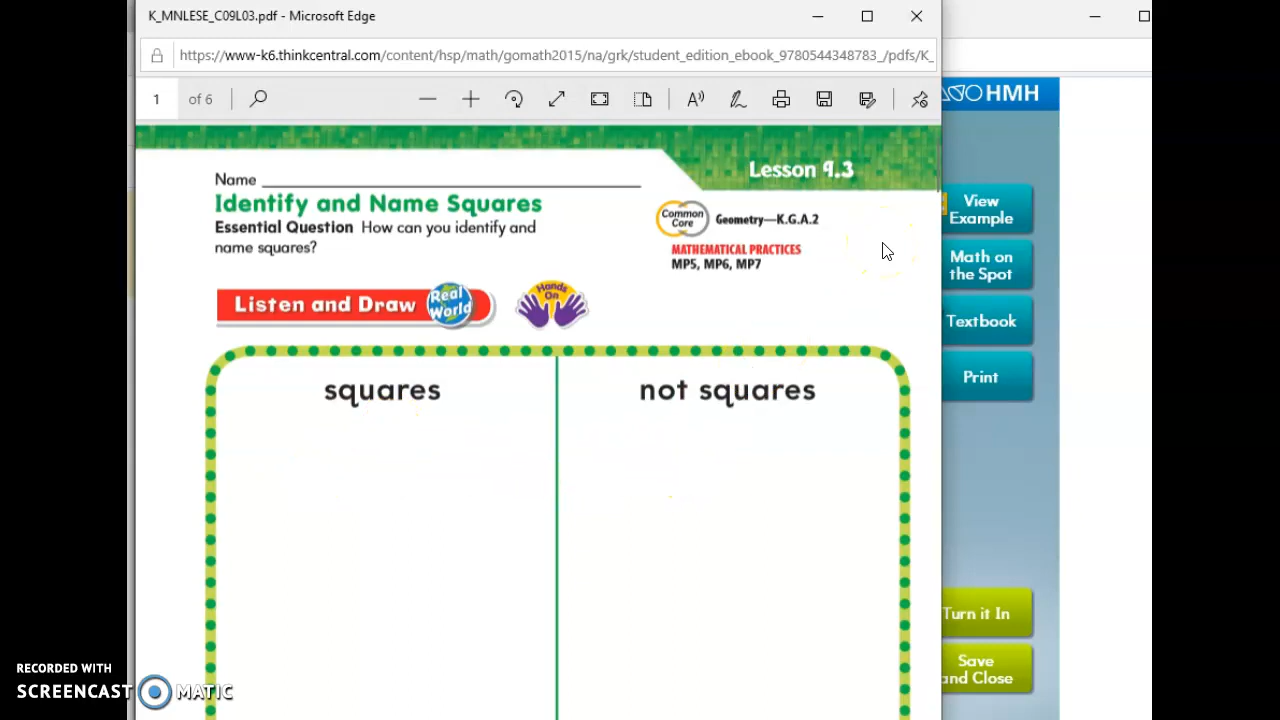 K_MNLESE_C09L03.pdf - Microsoft Edge
https://www-k6.thinkcentral.com/content/hsp/math/gomath2015/na/grk/student_edition_ebook_9780544348783_/pdfs/K_
1 of 6
HMH
Lesson 9.3
Name
Identify and Name Squares
Essential Question How can you identify and
name squares?
Common
Core
Geometry—K.G.A.2
MATHEMATICAL PRACTICES
MP5, MP6, MP7
Listen and Draw
Real
World
Hands
On
squares
not squares
View
Example
Math on
the Spot
Textbook
Print
Turn it In
Save
and Close
RECORDED WITH
SCREENCAST MATIC